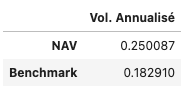 Vol. Annualisé
NAV 0.250087
Benchmark 0.182910